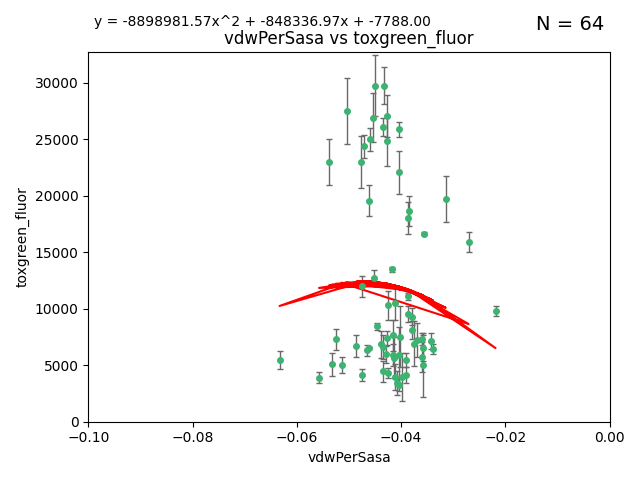 y = -8898981.57x^2 + -848336.97x + -7788.00
N = 64
vdwPerSasa vs toxgreen_fluor
30000
25000
20000
15000
10000
5000
0
toxgreen_fluor
−0.10
−0.08
−0.06
−0.04
−0.02
0.00
vdwPerSasa